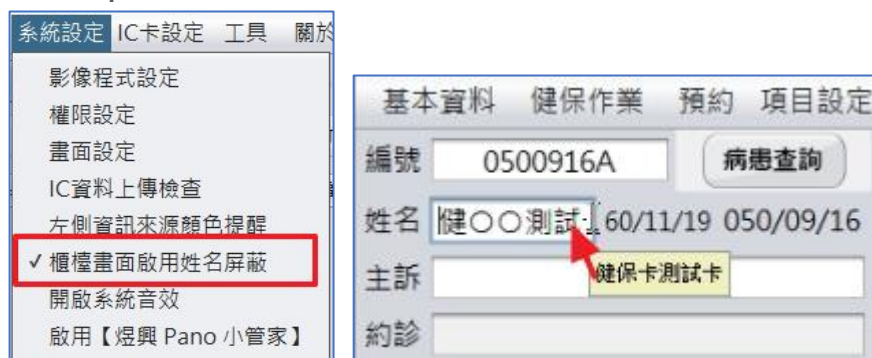 系統設定 IC卡設定 工具 關於
影像程式設定
權限設定
畫面設定
IC資料上傳檢查
左側資訊來源顏色提醒
✓ 櫃檯畫面啟用姓名屏蔽
開啟系統音效
啟用【煜興 Pano 小管家】
基本資料 健保作業 預約 項目設定
編號 0500916A 病患查詢
姓名 健○○測試 60/11/19 050/09/16
主訴 健保卡測試卡
約診